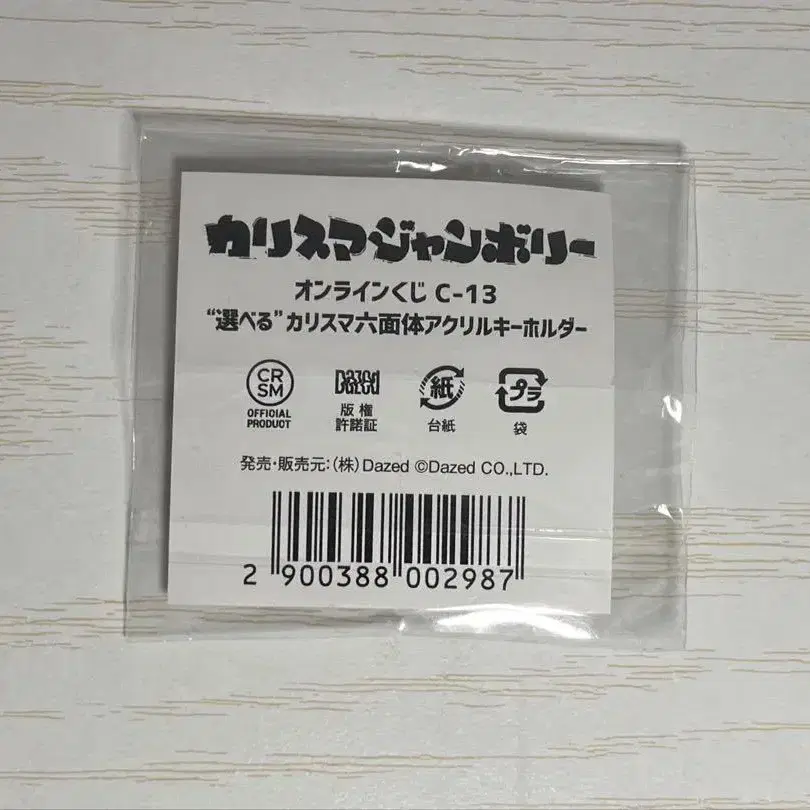 カリスマジャンボリー
オンラインくじ C-13
“選べる”カリスマ六面体アクリルキーホルダー
CR
SM
OFFICIAL
PRODUCT
Dazed
版権
許諾証
紙
台紙
プラ
袋
発売・販売元:(株)Dazed ©Dazed CO.,LTD.
2 900388 002987